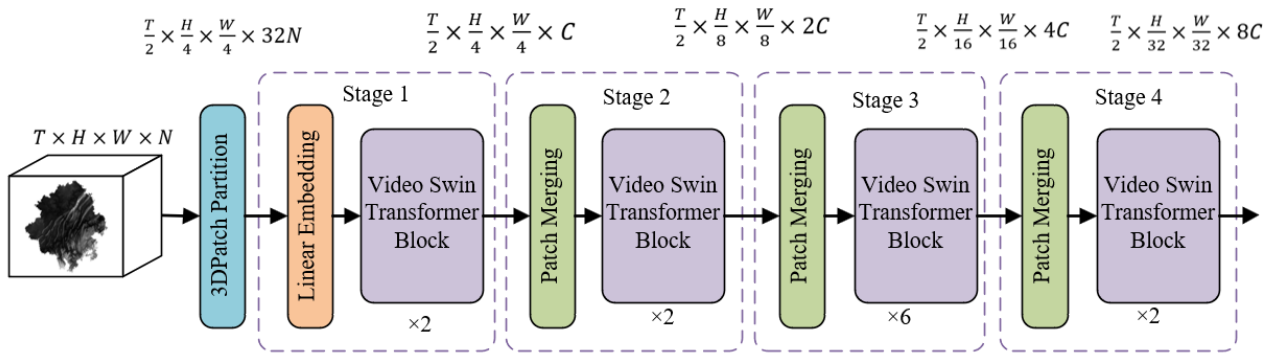 T/2 × H/4 × W/4 × 32N
T/2 × H/4 × W/4 × C
T/2 × H/8 × W/8 × 2C
T/2 × H/16 × W/16 × 4C
T/2 × H/32 × W/32 × 8C
T × H × W × N
3DPatch Partition
Stage 1
Linear Embedding
Video Swin
Transformer
Block
×2
Stage 2
Patch Merging
Video Swin
Transformer
Block
×2
Stage 3
Patch Merging
Video Swin
Transformer
Block
×6
Stage 4
Patch Merging
Video Swin
Transformer
Block
×2